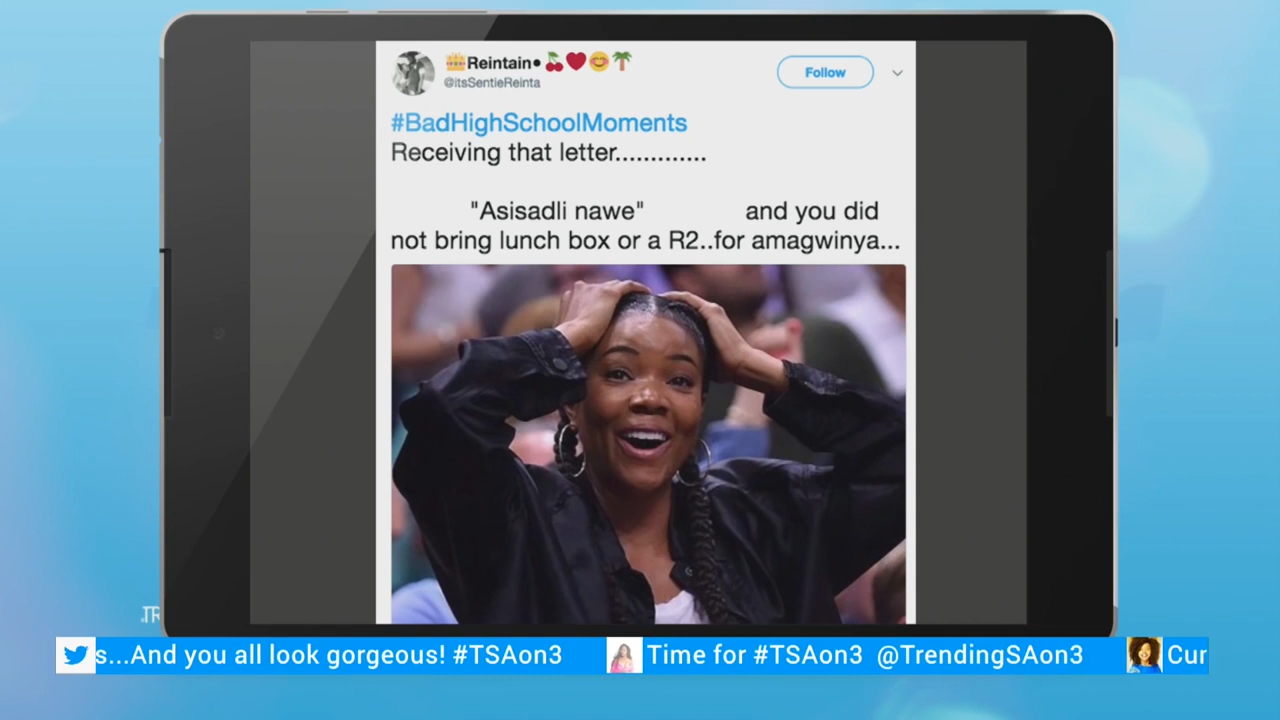 Reintain•
@itsSentieReinta
Follow
#BadHighSchoolMoments
Receiving that letter.............
"Asisadli nawe" and you did
not bring lunch box or a R2..for amagwinya...
.TR
s...And you all look gorgeous! #TSAon3 Time for #TSAon3 @TrendingSAon3 Cur